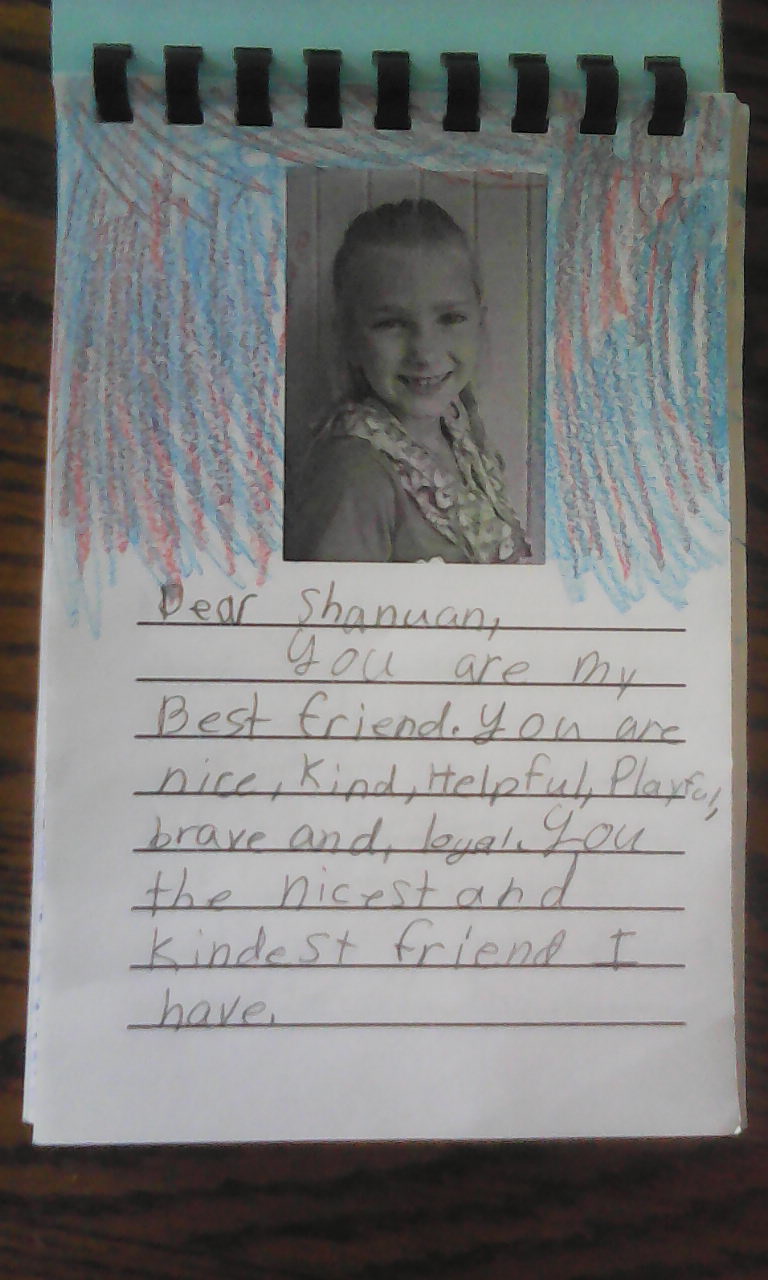 Dear Shanuan,
You are my
Best friend. You are
nice, Kind, Helpful, Playful,
brave and, loyal. You
the nicest and
kindest friend I
have.